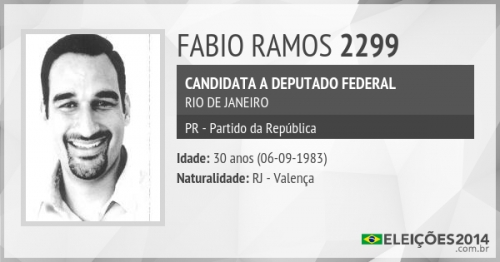 FABIO RAMOS 2299
CANDIDATA A DEPUTADO FEDERAL
RIO DE JANEIRO
PR - Partido da República
Idade: 30 anos (06-09-1983)
Naturalidade: RJ - Valença
ELEIÇÕES2014
.com.br